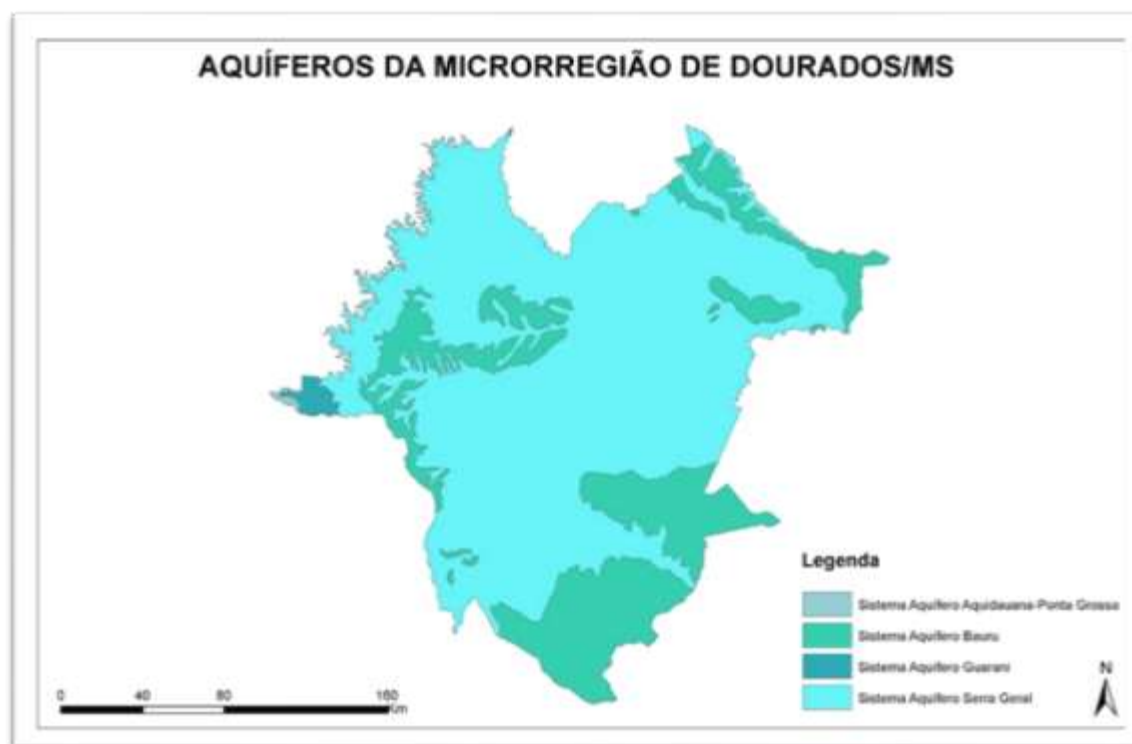 AQUÍFEROS DA MICRORREGIÃO DE DOURADOS/MS
Legenda
Sistema Aquífero Aquidauana-Ponta Grossa
Sistema Aquífero Bauru
Sistema Aquífero Guarani
Sistema Aquífero Serra Geral
N
0 40 80 160
Km